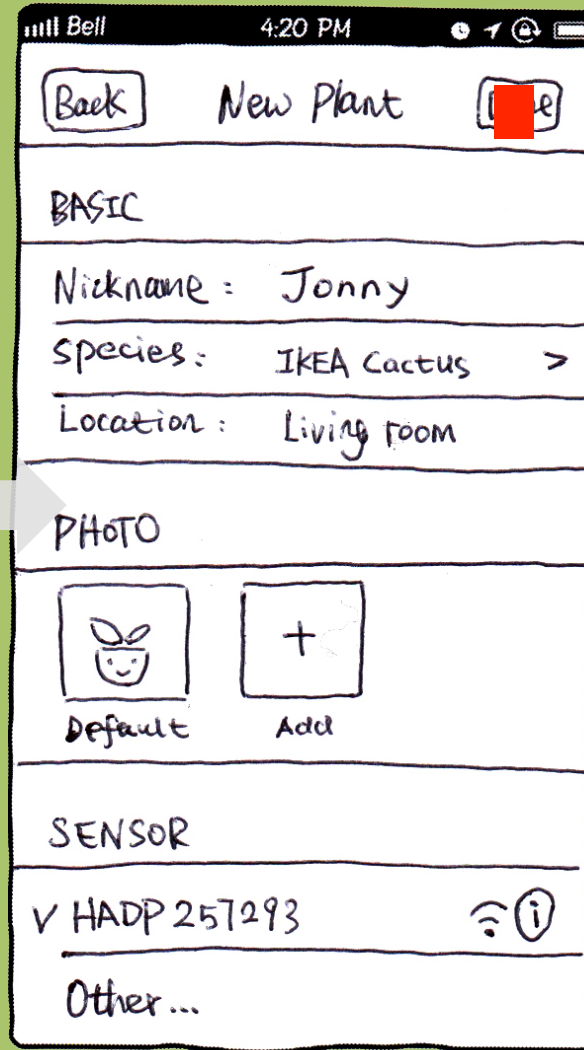 Bell 4:20 PM
Back New Plant
BASIC
Nickname : Jonny
Species : IKEA Cactus >
Location : Living room
PHOTO
+
Default Add
SENSOR
V HADP 257293 i
Other...